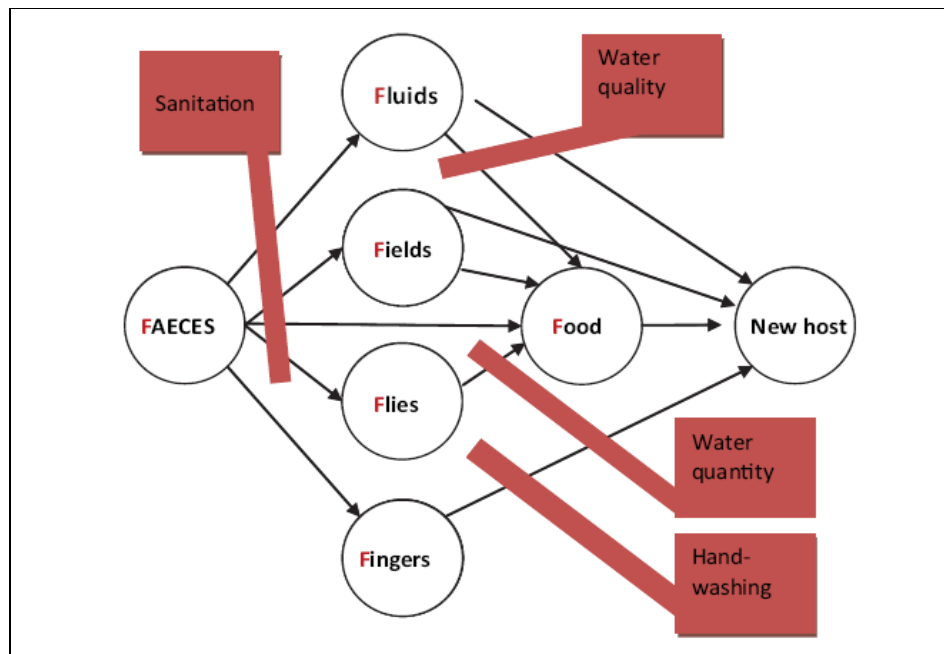 Sanitation
Fluids
Water
quality
Fields
FAECES
Food
New host
Flies
Water
quantity
Fingers
Hand-
washing